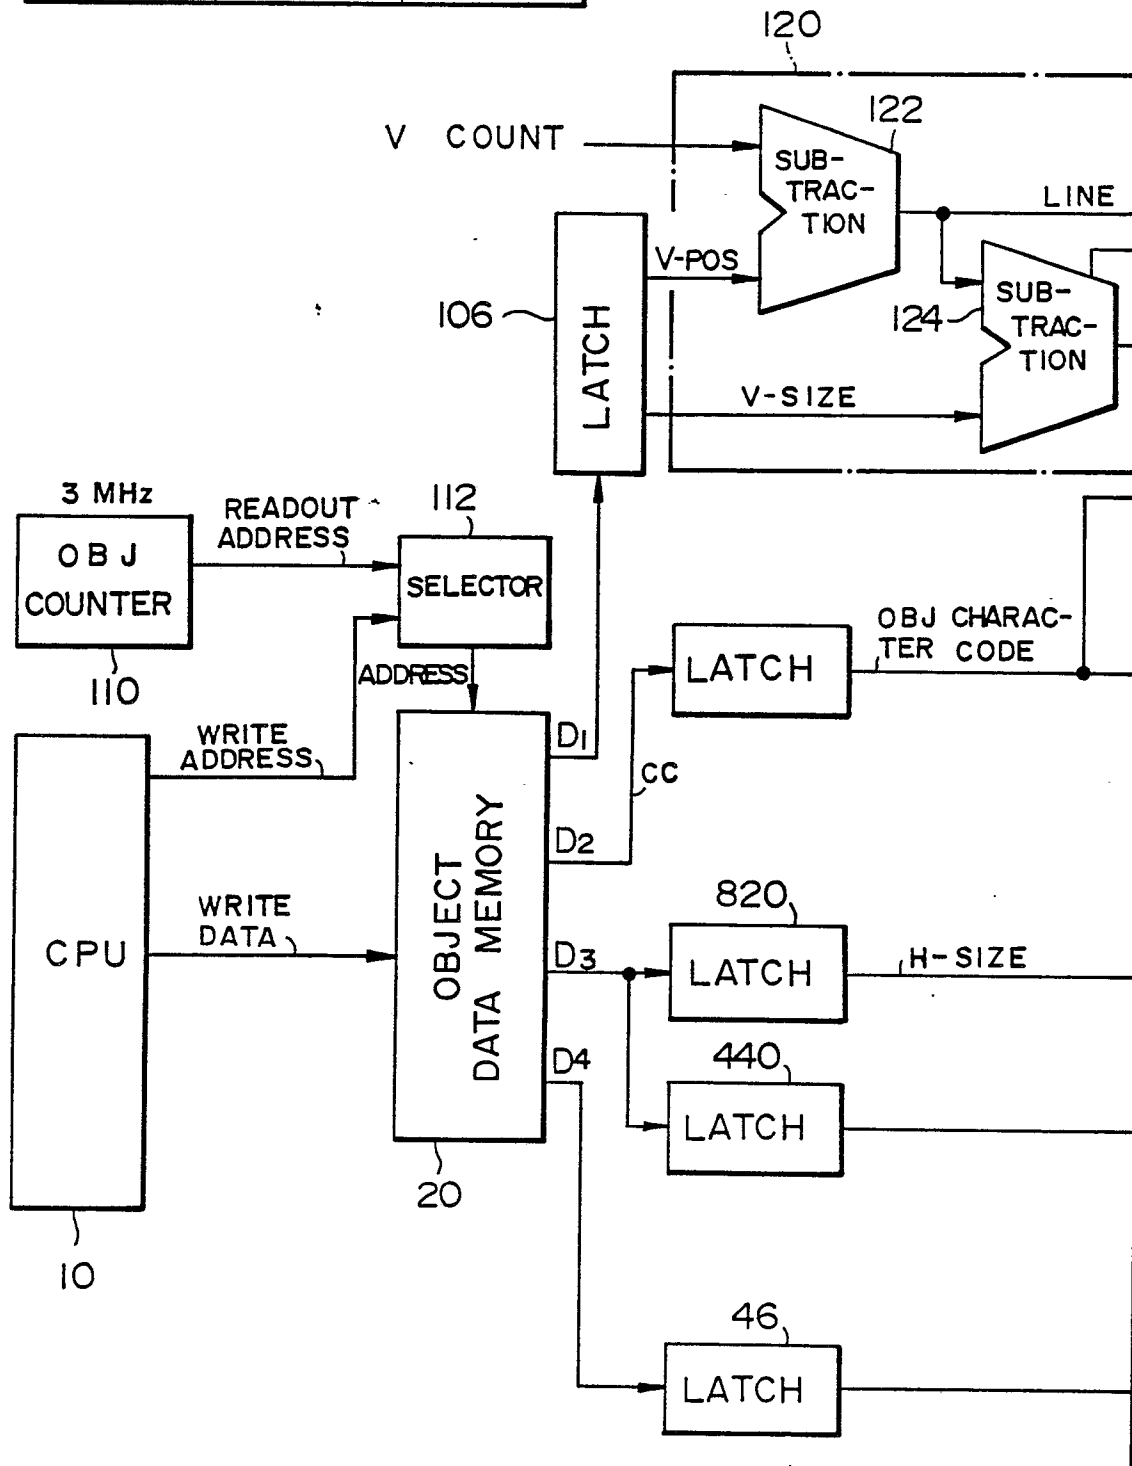 120
122
V COUNT
SUB-
TRAC-
TION
LINE
V-POS
106
LATCH
124
SUB-
TRAC-
TION
V-SIZE
3 MHz
OBJ
COUNTER
110
READOUT
ADDRESS
112
SELECTOR
ADDRESS
OBJ CHARAC-
TER CODE
LATCH
WRITE
ADDRESS
D1
CC
D2
CPU
10
WRITE
DATA
OBJECT
DATA MEMORY
20
D3
820
LATCH
H-SIZE
440
LATCH
D4
46
LATCH